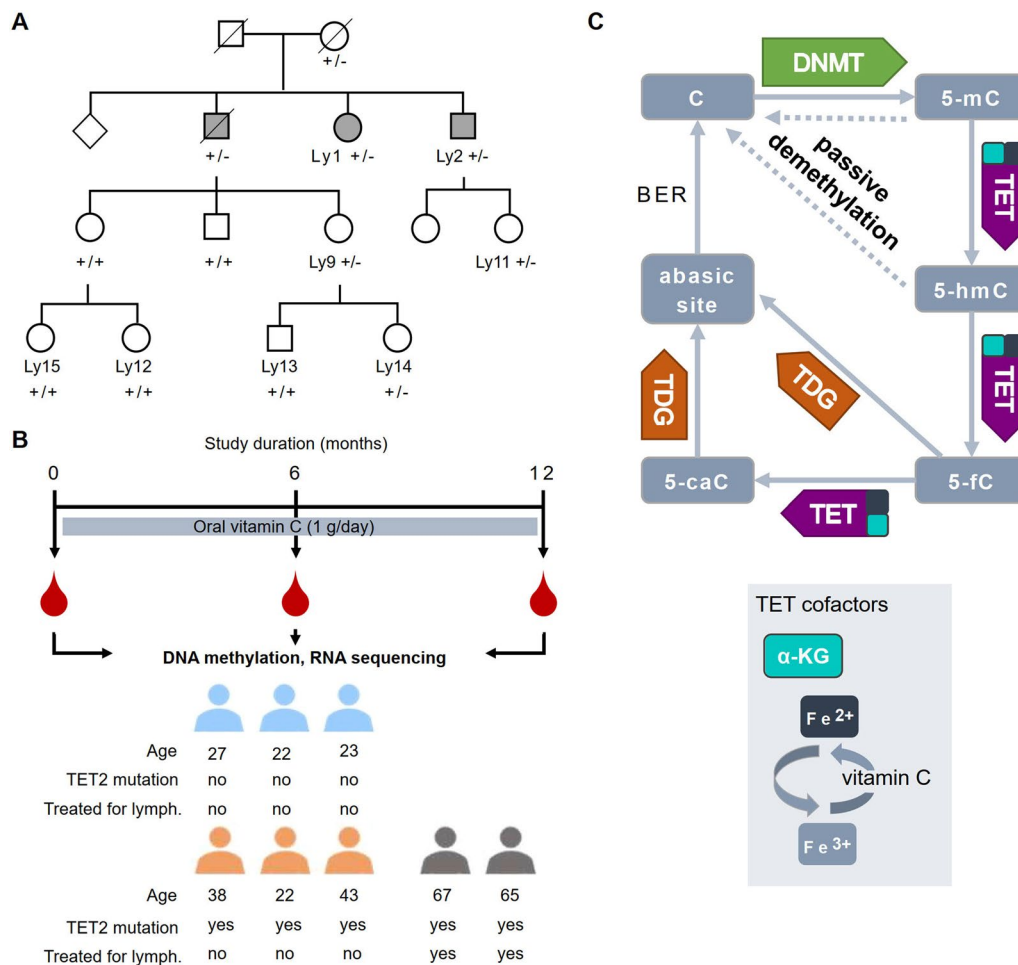 A
+/-
+/-
Ly1 +/-
Ly2 +/-
+/+
+/+
Ly9 +/-
Ly11 +/-
Ly15
+/+
Ly12
+/+
Ly13
+/+
Ly14
+/-
B
Study duration (months)
0 6 12
Oral vitamin C (1 g/day)
DNA methylation, RNA sequencing
Age 27 22 23
TET2 mutation no no no
Treated for lymph. no no no
Age 38 22 43 67 65
TET2 mutation yes yes yes yes yes
Treated for lymph. no no no yes yes
C
DNMT
C
5-mC
passive
demethylation
TET
BER
abasic
site
5-hmC
TDG
TDG
TET
5-caC
TET
5-fC
TET cofactors
α-KG
Fe2+
vitamin C
Fe3+